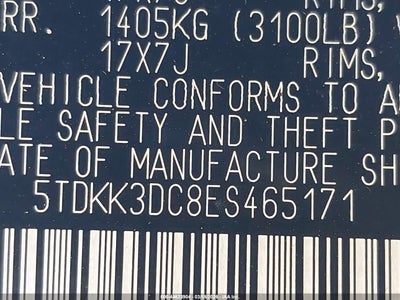 RR. 1405KG (3100LB)
17X7J RIMS,
VEHICLE CONFORMS TO A
LE SAFETY AND THEFT P
ATE OF MANUFACTURE SH
5TDKK3DC8ES465171